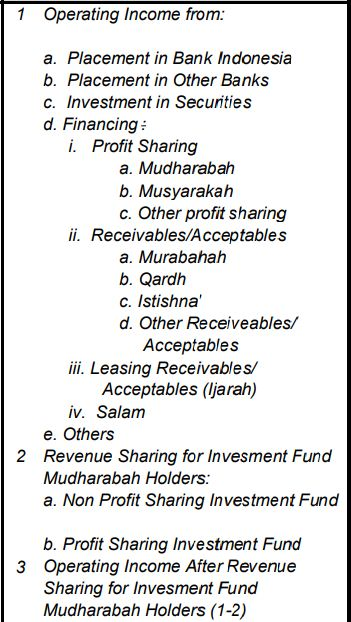 1 Operating Income from:
a. Placement in Bank Indonesia
b. Placement in Other Banks
c. Investment in Securities
d. Financing :
i. Profit Sharing
a. Mudharabah
b. Musyarakah
c. Other profit sharing
ii. Receivables/Acceptables
a. Murabahah
b. Qardh
c. Istishna'
d. Other Receiveables/
Acceptables
iii. Leasing Receivables/
Acceptables (Ijarah)
iv. Salam
e. Others
2 Revenue Sharing for Invesment Fund
Mudharabah Holders:
a. Non Profit Sharing Investment Fund
b. Profit Sharing Investment Fund
3 Operating Income After Revenue
Sharing for Invesment Fund
Mudharabah Holders (1-2)